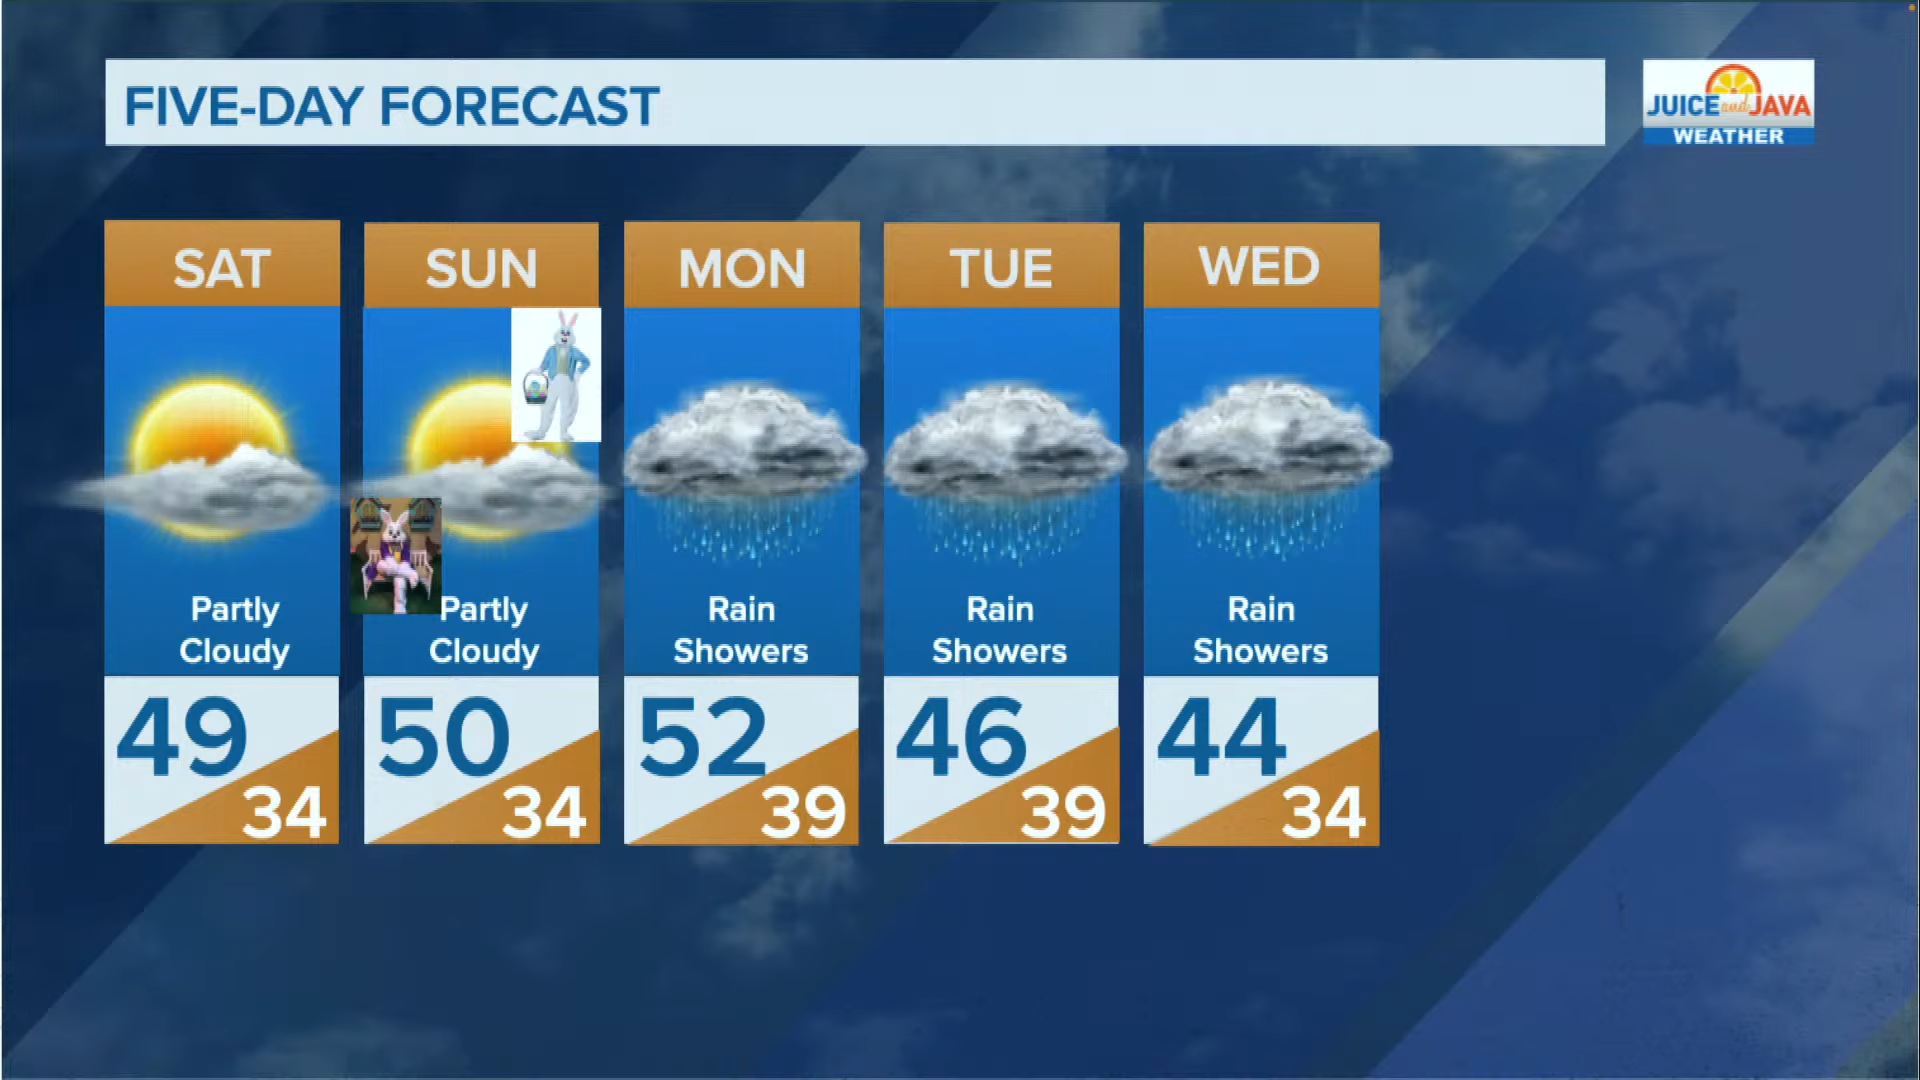 FIVE-DAY FORECAST
JUICE and JAVA
WEATHER
SAT
Partly
Cloudy
49
34
SUN
Partly
Cloudy
50
34
MON
Rain
Showers
52
39
TUE
Rain
Showers
46
39
WED
Rain
Showers
44
34